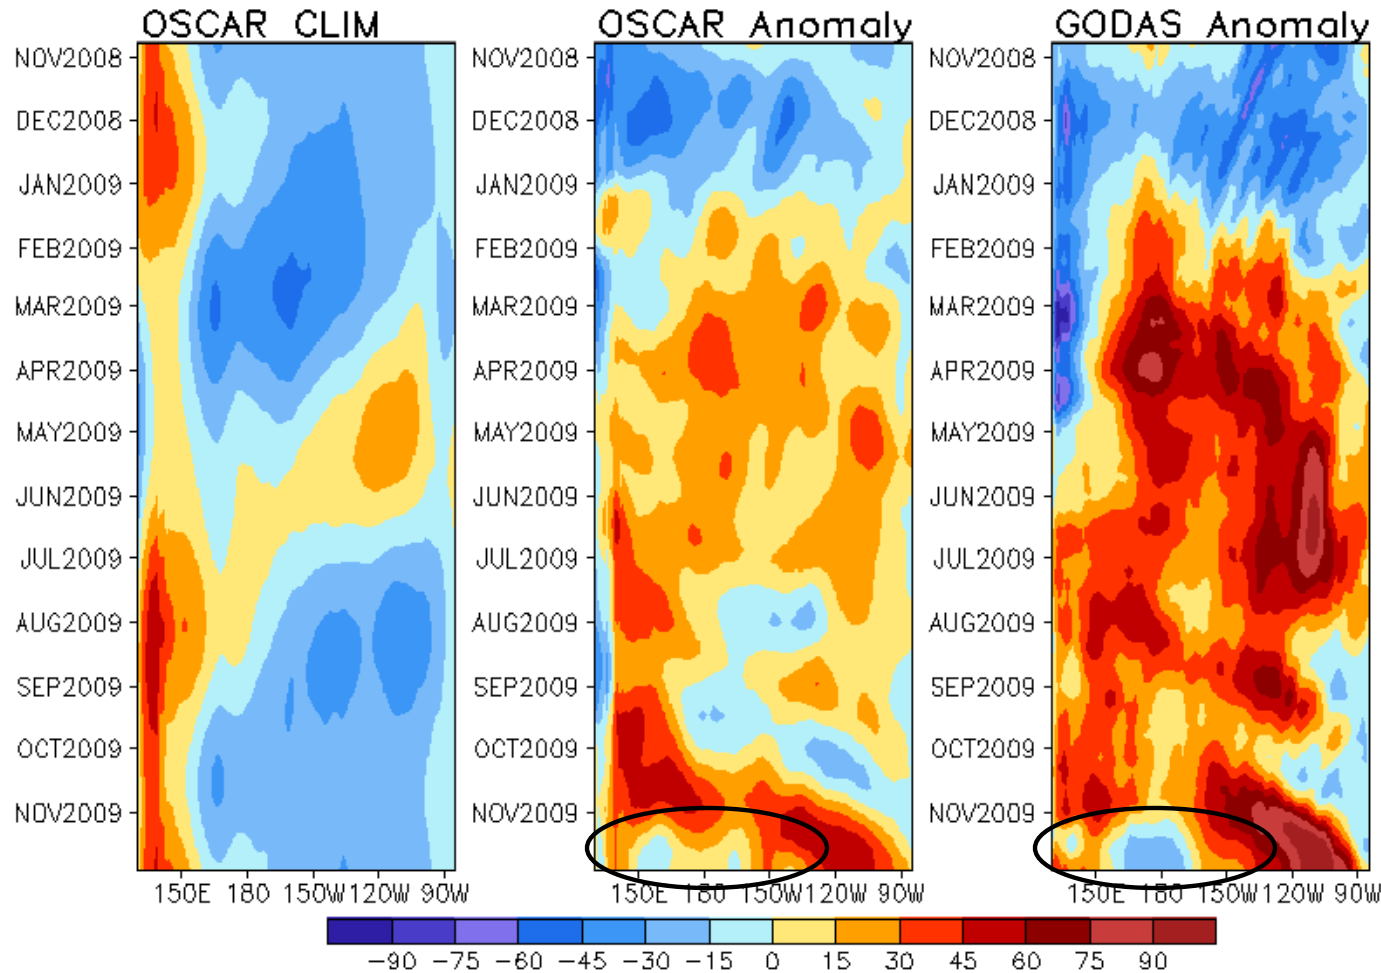 OSCAR CLIM
NOV2008
DEC2008
JAN2009
FEB2009
MAR2009
APR2009
MAY2009
JUN2009
JUL2009
AUG2009
SEP2009
OCT2009
NOV2009
150E 180 150W 120W 90W
OSCAR Anomaly
NOV2008
DEC2008
JAN2009
FEB2009
MAR2009
APR2009
MAY2009
JUN2009
JUL2009
AUG2009
SEP2009
OCT2009
NOV2009
150E 180 150W 120W 90W
GODAS Anomaly
NOV2008
DEC2008
JAN2009
FEB2009
MAR2009
APR2009
MAY2009
JUN2009
JUL2009
AUG2009
SEP2009
OCT2009
NOV2009
150E 180 150W 120W 90W
-90 -75 -60 -45 -30 -15 0 15 30 45 60 75 90